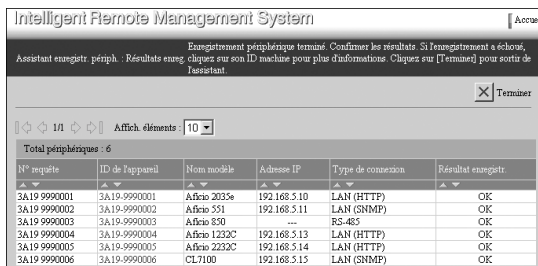 Intelligent Remote Management System
Accue
Assistant enregistr. périph. : Résultats enreg.
Enregistrement périphérique terminé. Confirmer les résultats. Si l'enregistrement a échoué,
cliquez sur son ID machine pour plus d'informations. Cliquez sur [Terminer] pour sortir de
l'assistant.
Terminer
1/1 Affich. éléments : 10
Total périphériques : 6
N° requête ID de l'appareil Nom modèle Adresse IP Type de connexion Résultat enregistr.
3A19 9990001 3A19-9990001 Aficio 2035e 192.168.5.10 LAN (HTTP) OK
3A19 9990002 3A19-9990002 Aficio 551 192.168.5.11 LAN (SNMP) OK
3A19 9990003 3A19-9990003 Aficio 850 --- RS-485 OK
3A19 9990004 3A19-9990004 Aficio 1232C 192.168.5.13 LAN (HTTP) OK
3A19 9990005 3A19-9990005 Aficio 2232C 192.168.5.14 LAN (HTTP) OK
3A19 9990006 3A19-9990006 CL7100 192.168.5.15 LAN (SNMP) OK